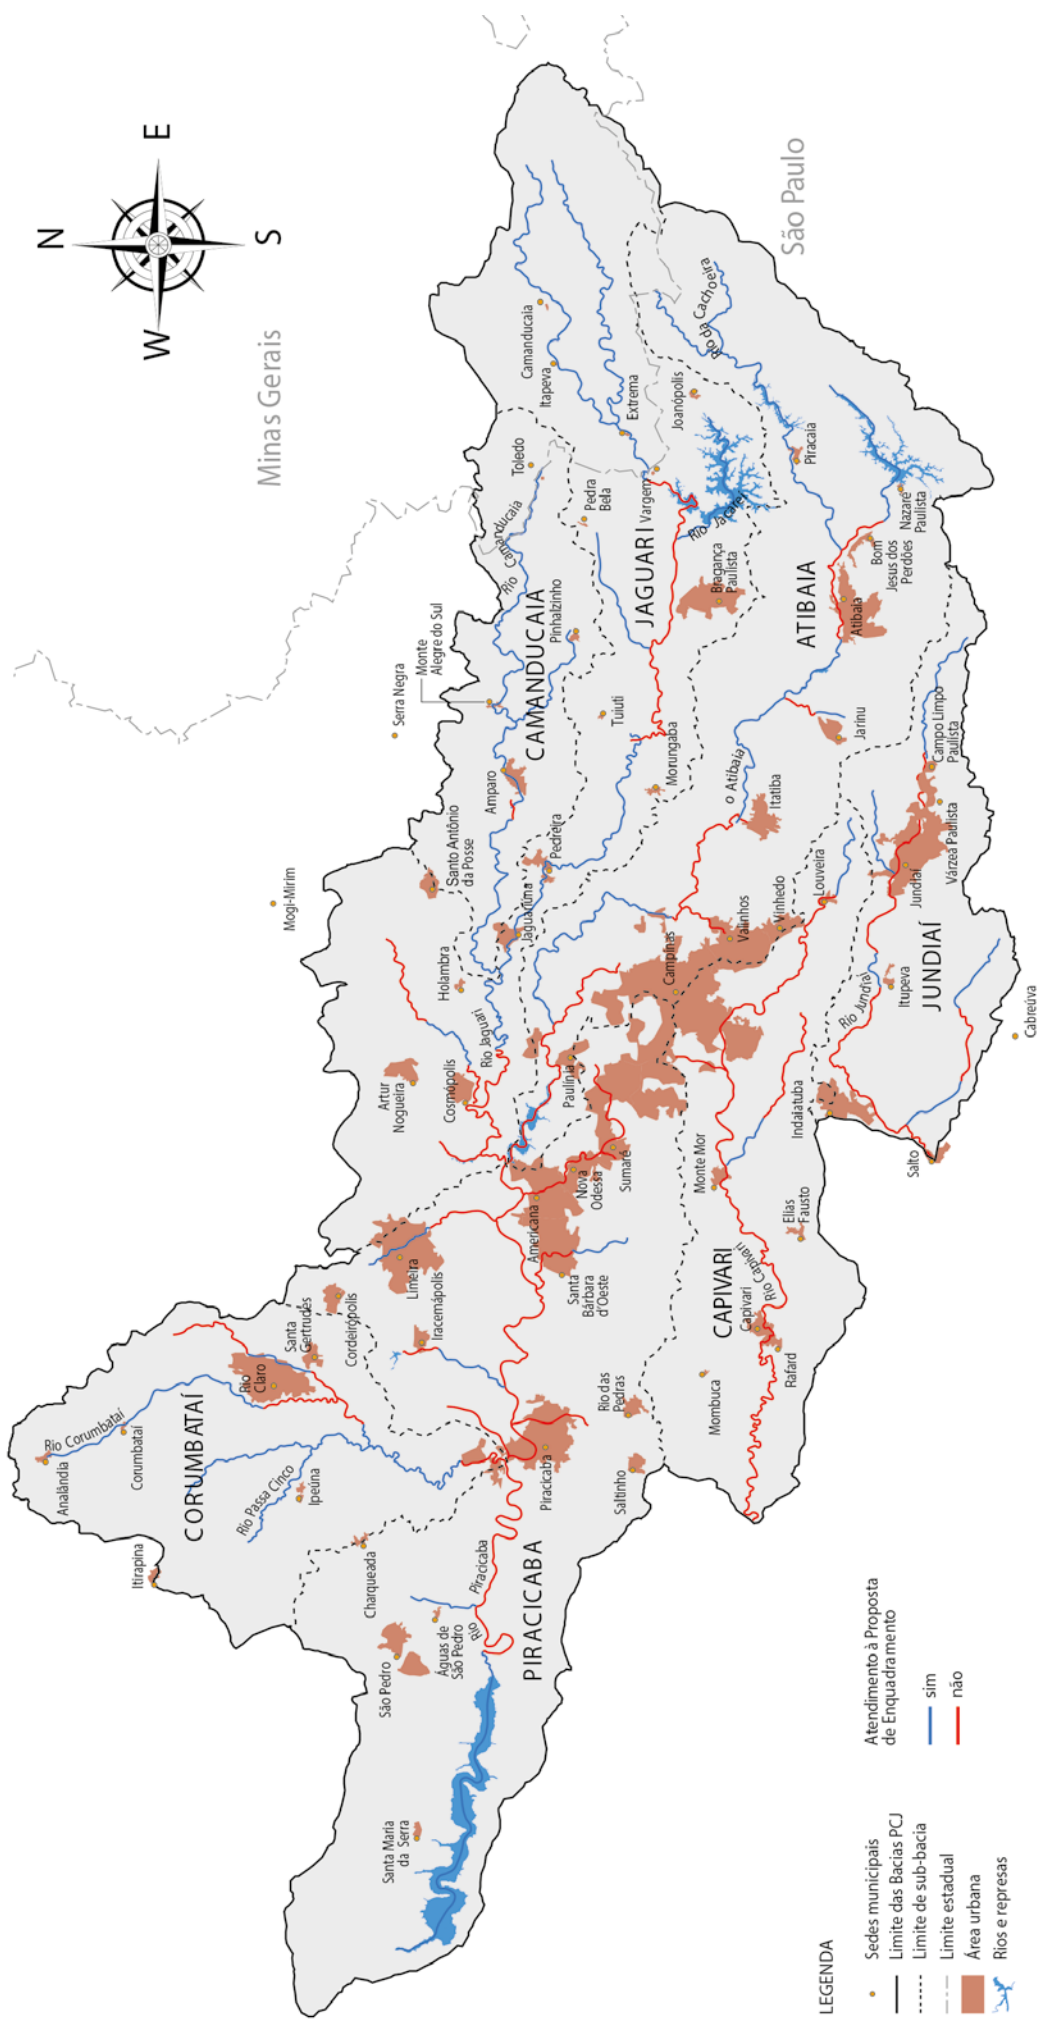 N
W
E
S
Minas Gerais
São Paulo
Serra Negra
Monte
Alegre do Sul
Mogi-Mirim
Santo Antônio
da Posse
Holambra
Artur
Nogueira
Cosmópolis
Rio Jaguari
Jaguariúna
Pedreira
Amparo
CAMANDUCAIA
Pinhalzinho
Rio Camanducaia
Toledo
Pedra
Bela
Itapeva
Camanducaia
Extrema
Vargem
JAGUARI
Joanópolis
Rio da Cachoeira
Rio Jacareí
Bragança
Paulista
Tuiuti
Morungaba
Piracaia
Nazaré
Paulista
Bom
Jesus dos
Perdões
Atibaia
ATIBAIA
o Atibaia
Jarinu
Itatiba
Campo Limpo
Paulista
Várzea Paulista
Jundiaí
Louveira
Vinhedo
Valinhos
Campinas
Itupeva
JUNDIAÍ
Rio Jundiaí
Cabreúva
Indaiatuba
Salto
Paulínia
Sumaré
Nova
Odessa
Americana
Santa
Bárbara
d'Oeste
Monte Mor
Elias
Fausto
CAPIVARI
Rio Capivari
Capivari
Rafard
Mombuca
Rio das
Pedras
Saltinho
Piracicaba
Limeira
Iracemápolis
Cordeirópolis
Santa
Gertrudes
Rio
Claro
CORUMBATAÍ
Rio Corumbataí
Analândia
Corumbataí
Rio Passa Cinco
Ipeúna
Itirapina
Charqueada
São Pedro
Águas de
São Pedro
Rio Piracicaba
PIRACICABA
Santa Maria
da Serra
LEGENDA
Sedes municipais
Limite das Bacias PCJ
Limite de sub-bacia
Limite estadual
Área urbana
Rios e represas
Atendimento à Proposta
de Enquadramento
sim
não